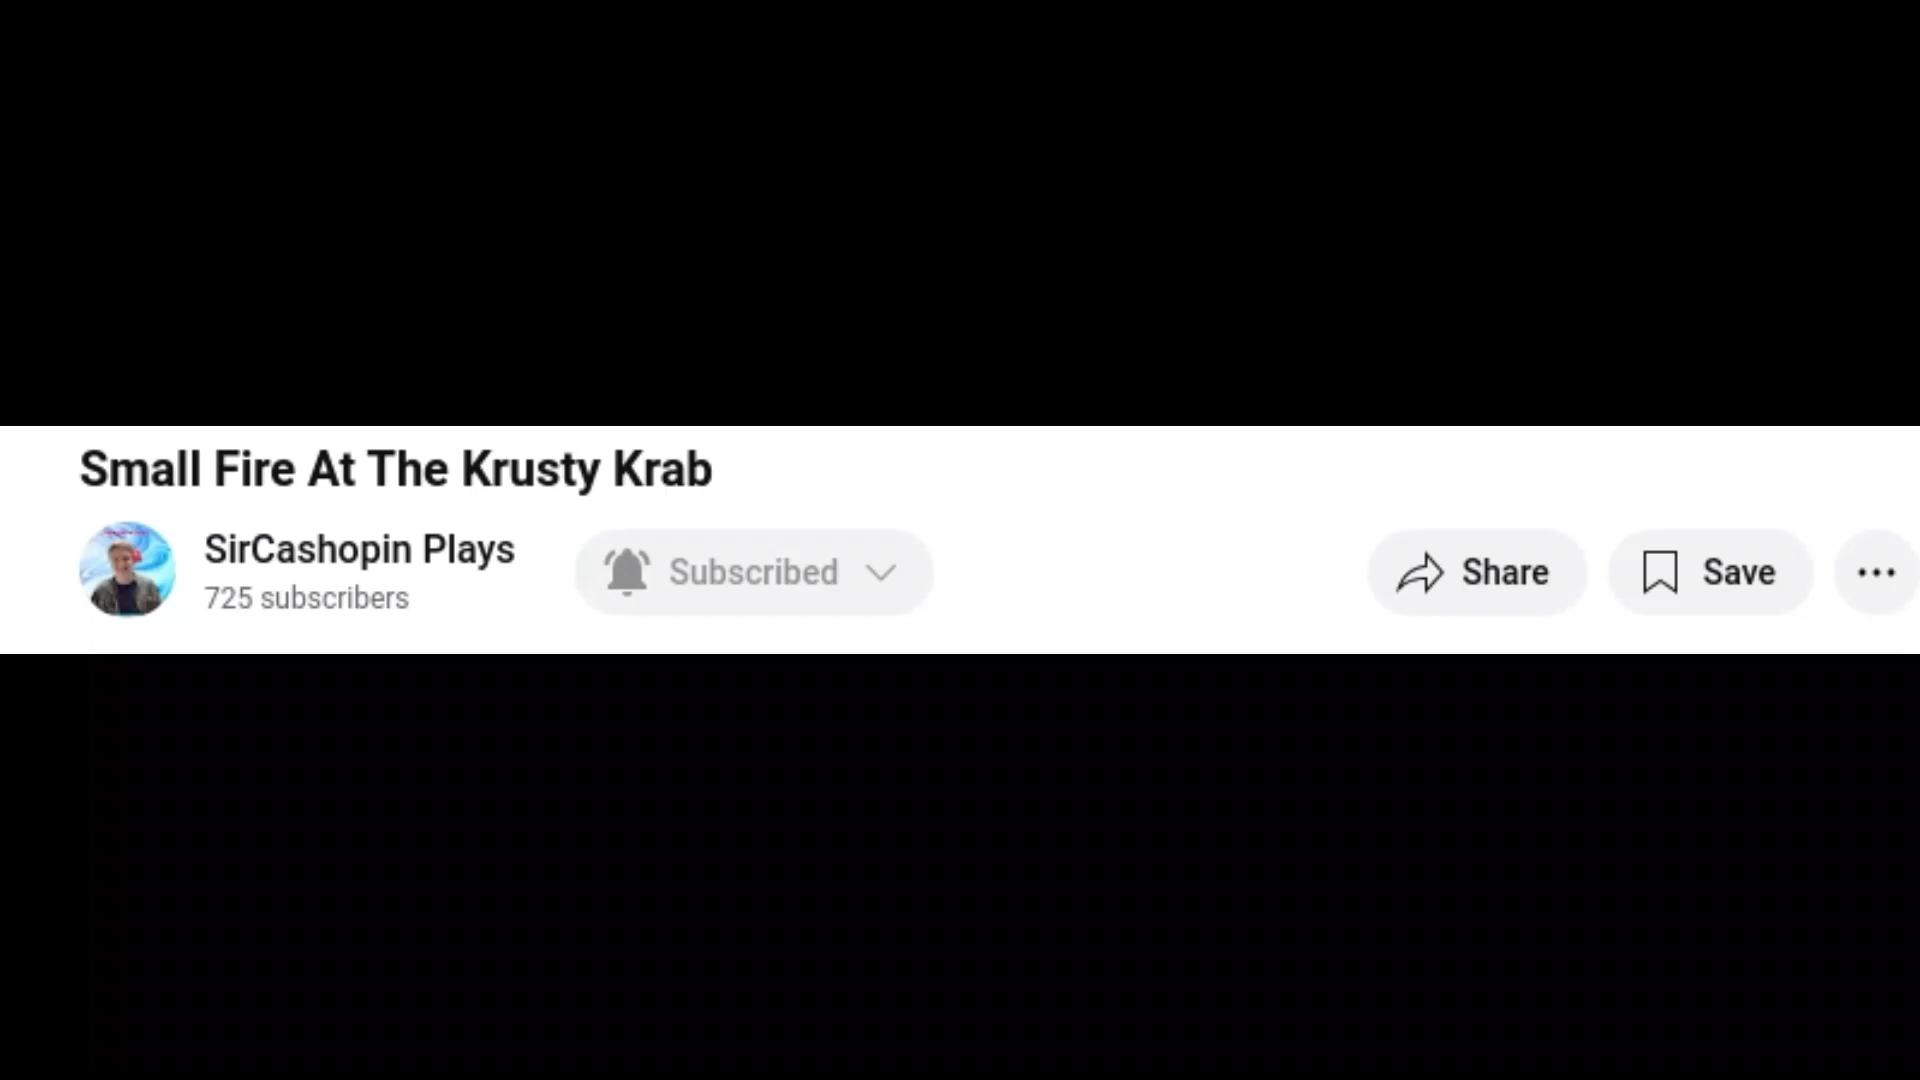 Small Fire At The Krusty Krab
SirCashopin Plays
725 subscribers
Subscribed
Share
Save